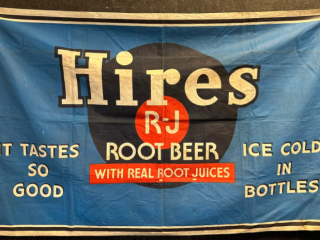 Hires
R-J
ROOT BEER
WITH REAL ROOT JUICES
IT TASTES
SO
GOOD
ICE COLD
IN
BOTTLES